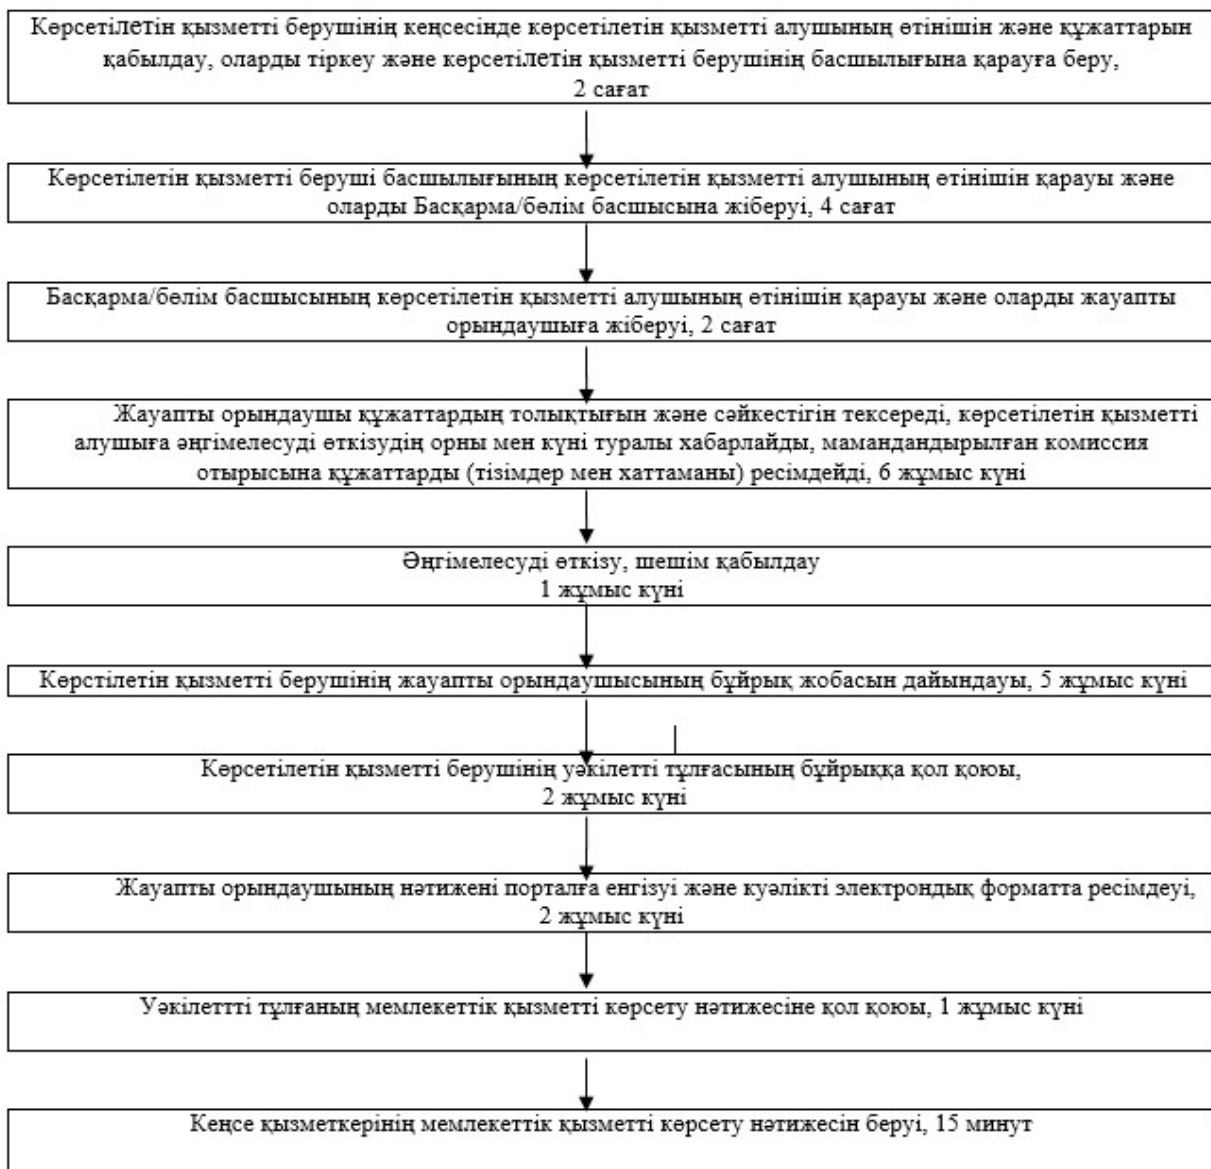 Көрсетілетін қызметті берушінің кеңсесінде көрсетілетін қызметті алушының өтінішін және құжаттарын
қабылдау, оларды тіркеу және көрсетілетін қызметті берушінің басшылығына қарауға беру,
2 сағат
Көрсетілетін қызметті беруші басшылығының көрсетілетін қызметті алушының өтінішін қарауы және
оларды Басқарма/бөлім басшысына жіберуі, 4 сағат
Басқарма/бөлім басшысының көрсетілетін қызметті алушының өтінішін қарауы және оларды жауапты
орындаушыға жіберуі, 2 сағат
Жауапты орындаушы құжаттардың толықтығын және сәйкестігін тексереді, көрсетілетін қызметті
алушыға әңгімелесуді өткізудің орны мен күні туралы хабарлайды, мамандандырылған комиссия
отырысына құжаттарды (тізімдер мен хаттаманы) ресімдейді, 6 жұмыс күні
Әңгімелесуді өткізу, шешім қабылдау
1 жұмыс күні
Көрстілетін қызметті берушінің жауапты орындаушысының бұйрық жобасын дайындауы, 5 жұмыс күні
Көрсетілетін қызметті берушінің уәкілетті тұлғасының бұйрыққа қол қоюы,
2 жұмыс күні
Жауапты орындаушының нәтижені порталға енгізуі және куәлікті электрондық форматта ресімдеуі,
2 жұмыс күні
Уәкілеттті тұлғаның мемлекеттік қызметті көрсету нәтижесіне қол қоюы, 1 жұмыс күні
Кеңсе қызметкерінің мемлекеттік қызметті көрсету нәтижесін беруі, 15 минут